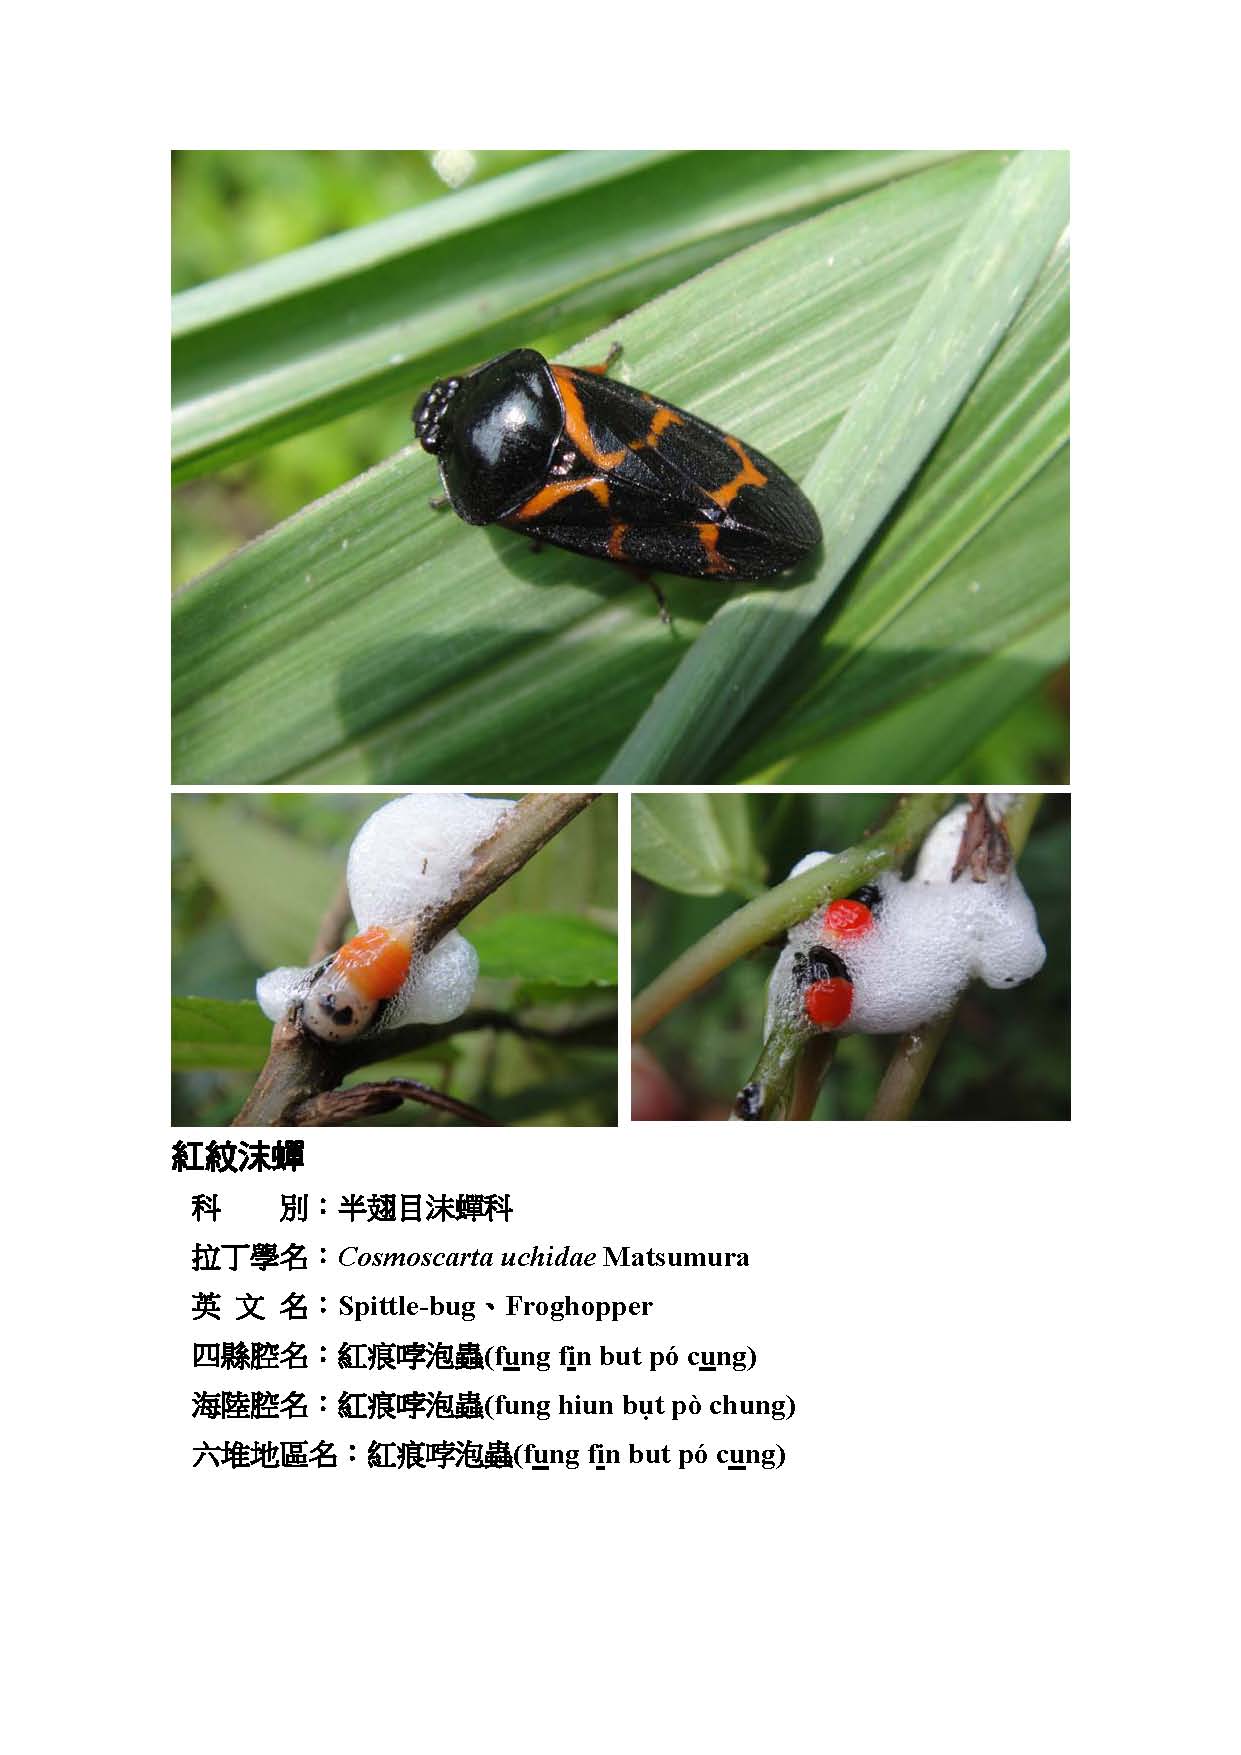 紅紋沫蟬
科　　別：半翅目沫蟬科
拉丁學名：Cosmoscarta uchidae Matsumura
英 文 名：Spittle-bug、Froghopper
四縣腔名：紅痕哱泡蟲(fu̲ng fi̲n but pó cu̲ng)
海陸腔名：紅痕哱泡蟲(fung hiun bṳt pò chung)
六堆地區名：紅痕哱泡蟲(fu̲ng fi̲n but pó cu̲ng)